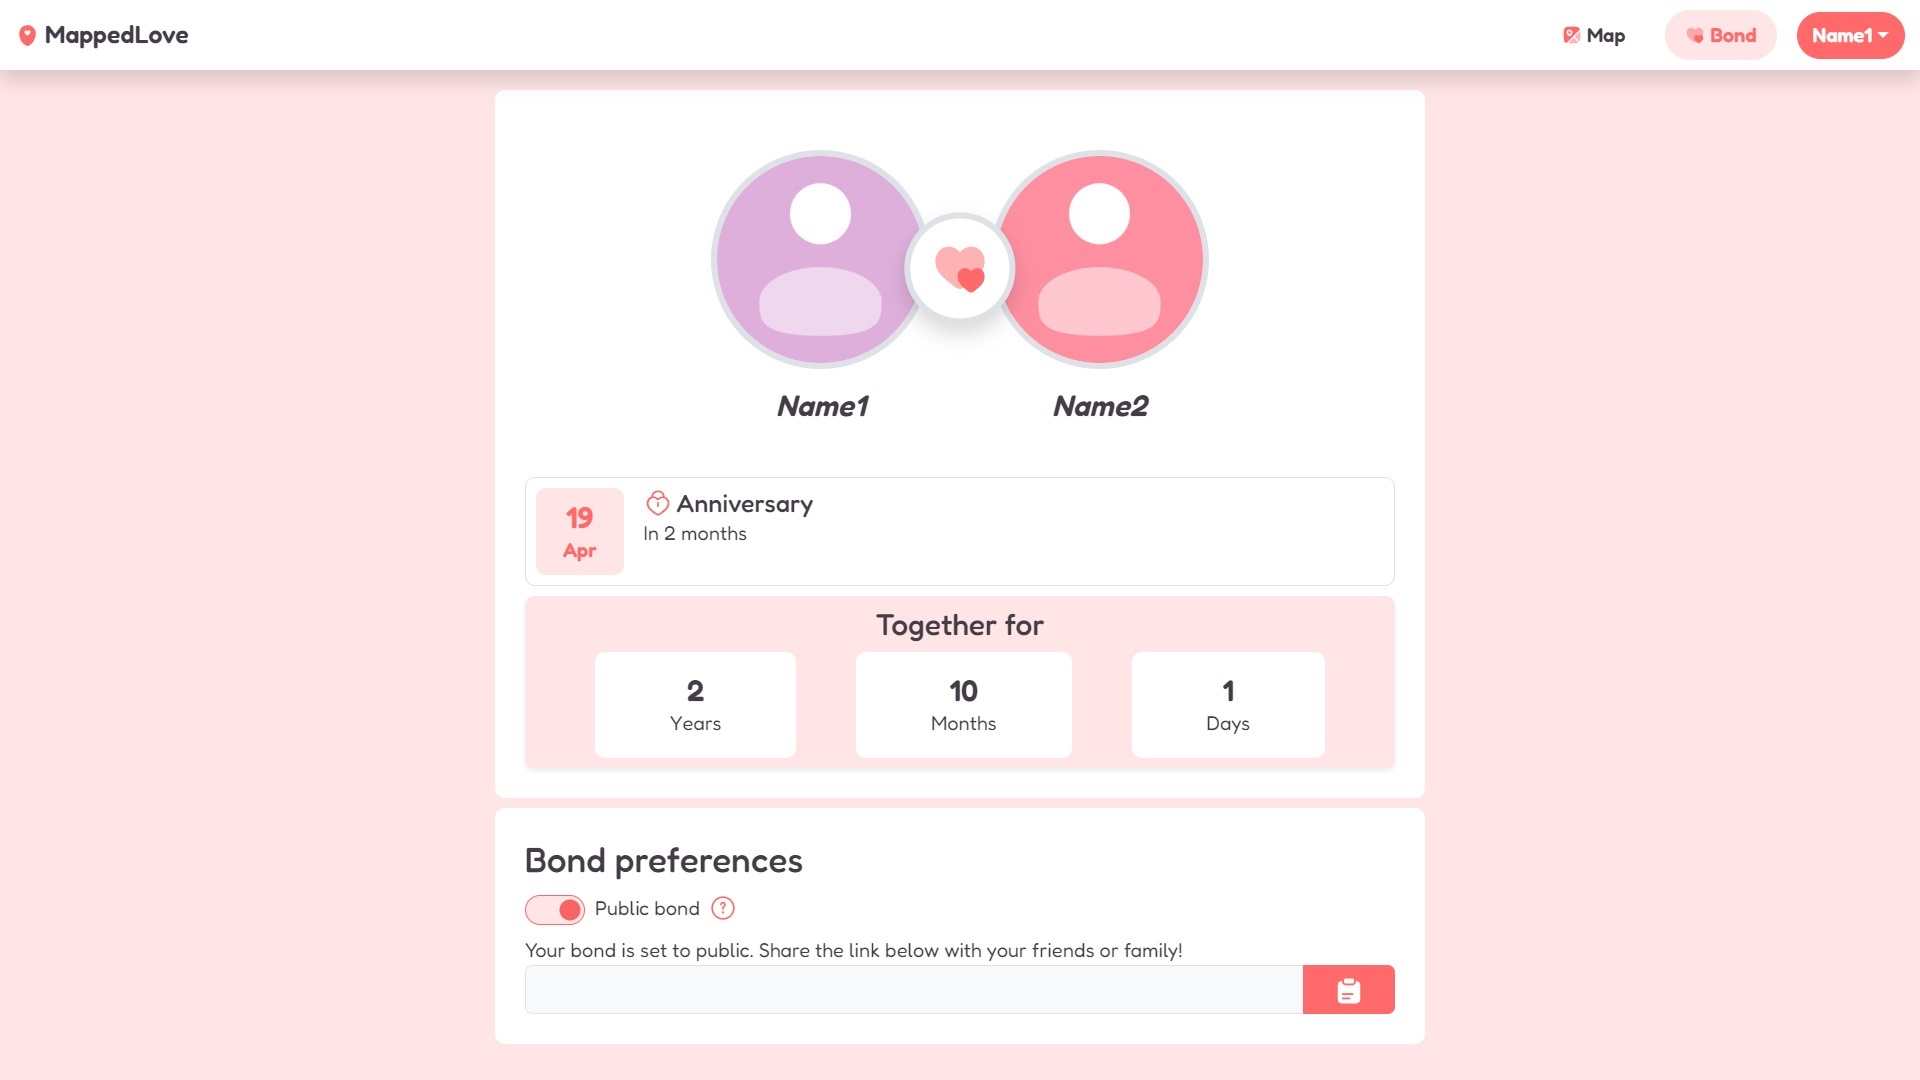 MappedLove
Map
Bond
Name1
Name1
Name2
19
Apr
Anniversary
In 2 months
Together for
2
Years
10
Months
1
Days
Bond preferences
Public bond ?
Your bond is set to public. Share the link below with your friends or family!